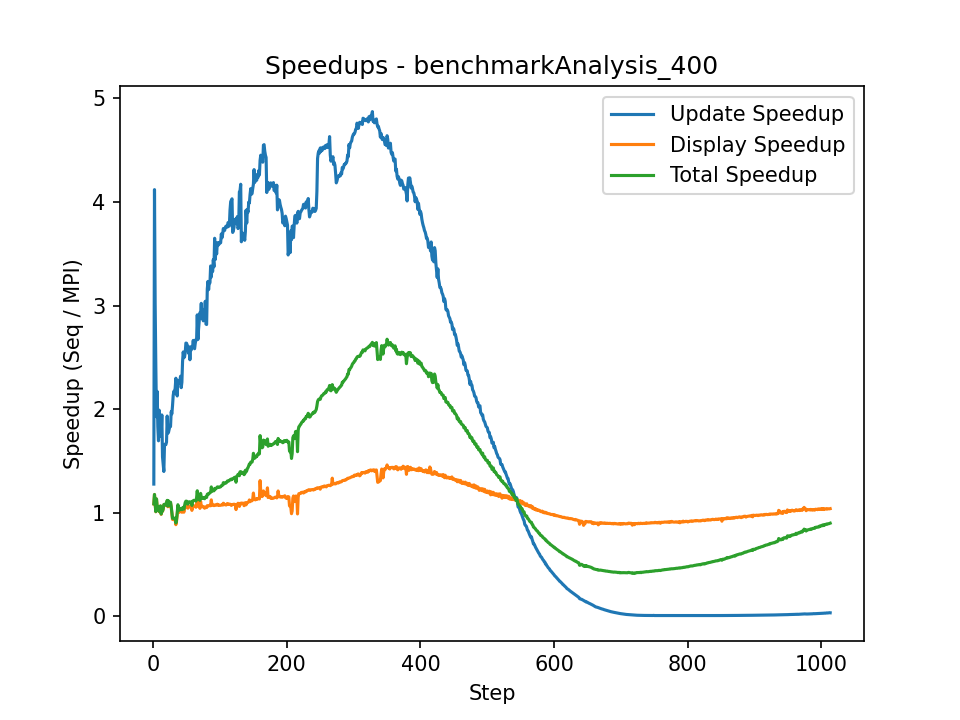 Speedups - benchmarkAnalysis_400
Update Speedup
Display Speedup
Total Speedup
Speedup (Seq / MPI)
5
4
3
2
1
0
0 200 400 600 800 1000
Step